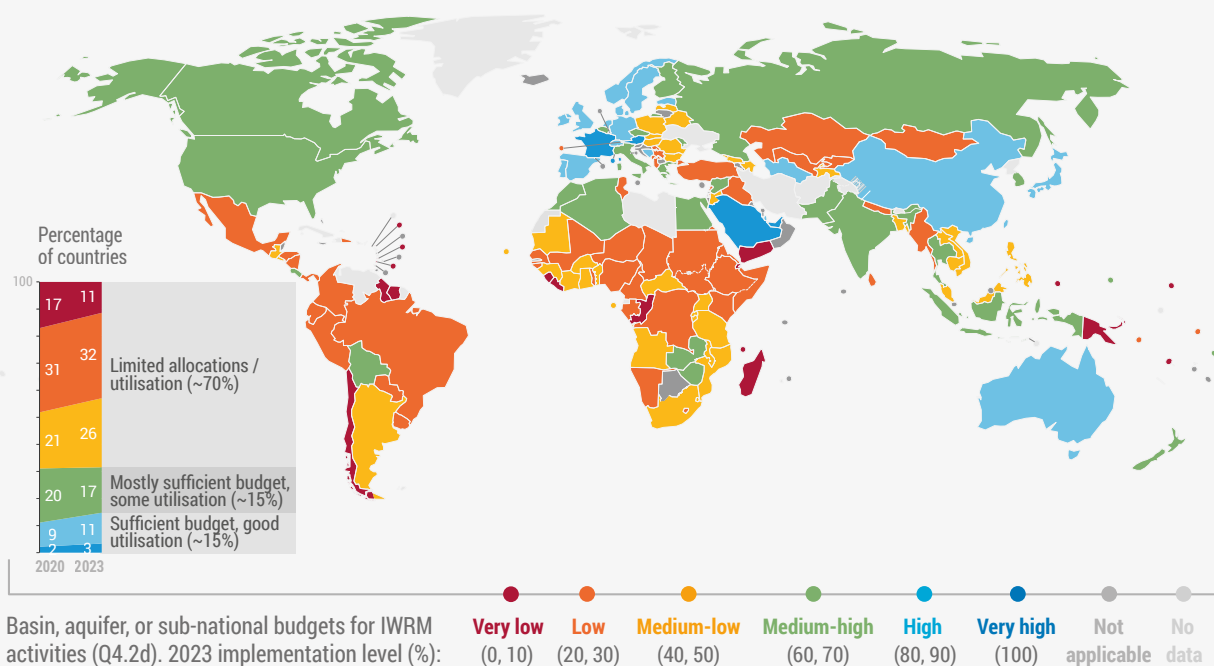 Percentage
of countries
100
17 11
31 32
21 26
20 17
9 11
2 3
2020 2023
Limited allocations /
utilisation (~70%)
Mostly sufficient budget,
some utilisation (~15%)
Sufficient budget, good
utilisation (~15%)
Basin, aquifer, or sub-national budgets for IWRM
activities (Q4.2d). 2023 implementation level (%):
Very low
(0, 10)
Low
(20, 30)
Medium-low
(40, 50)
Medium-high
(60, 70)
High
(80, 90)
Very high
(100)
Not
applicable
No
data